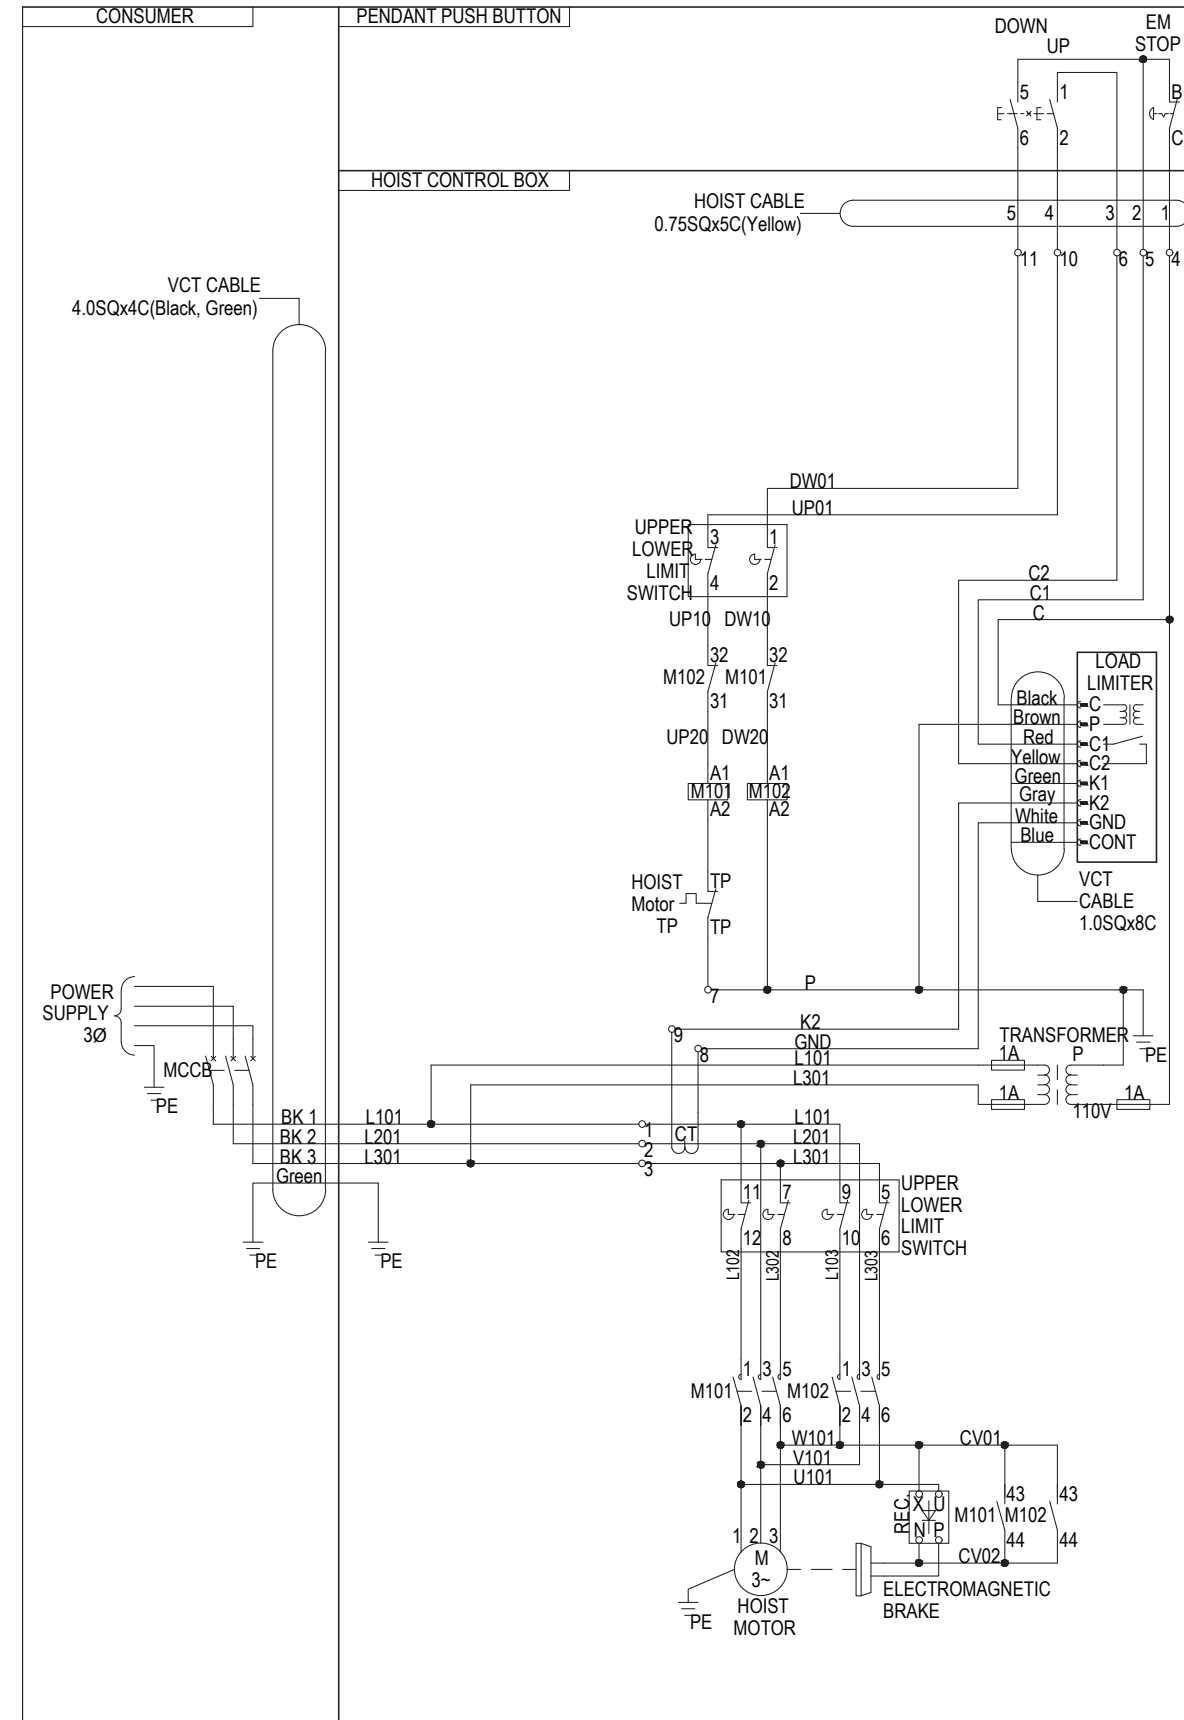 CONSUMER
PENDANT PUSH BUTTON
DOWN
UP
EM
STOP
5
1
B
6
2
C
HOIST CONTROL BOX
HOIST CABLE
0.75SQx5C(Yellow)
5 4 3 2 1
11 10 6 5 4
VCT CABLE
4.0SQx4C(Black, Green)
DW01
UP01
UPPER
LOWER
LIMIT
SWITCH
3 1
4 2
C2
C1
C
UP10 DW10
32 32
M102 M101
31 31
UP20 DW20
A1 A1
M101 M102
A2 A2
LOAD
LIMITER
Black C
Brown P
Red C1
Yellow C2
Green K1
Gray K2
White GND
Blue CONT
VCT
CABLE
1.0SQx8C
HOIST
Motor
TP
TP
TP
7
P
POWER
SUPPLY
3Ø
MCCB
PE
9
K2
8
GND
L101
L301
TRANSFORMER
1A
P
PE
1A
110V
1A
BK 1 L101
BK 2 L201
BK 3 L301
Green
PE PE
1
2
3
CT
L101
L201
L301
11 7 9 5
12 8 10 6
UPPER
LOWER
LIMIT
SWITCH
L102 L302 L103 L303
M101 1 3 5
2 4 6
M102 1 3 5
2 4 6
W101
V101
U101
CV01
REC.
X U
N P
M101 43
44
M102 43
44
CV02
1 2 3
M
3~
HOIST
MOTOR
PE
ELECTROMAGNETIC
BRAKE